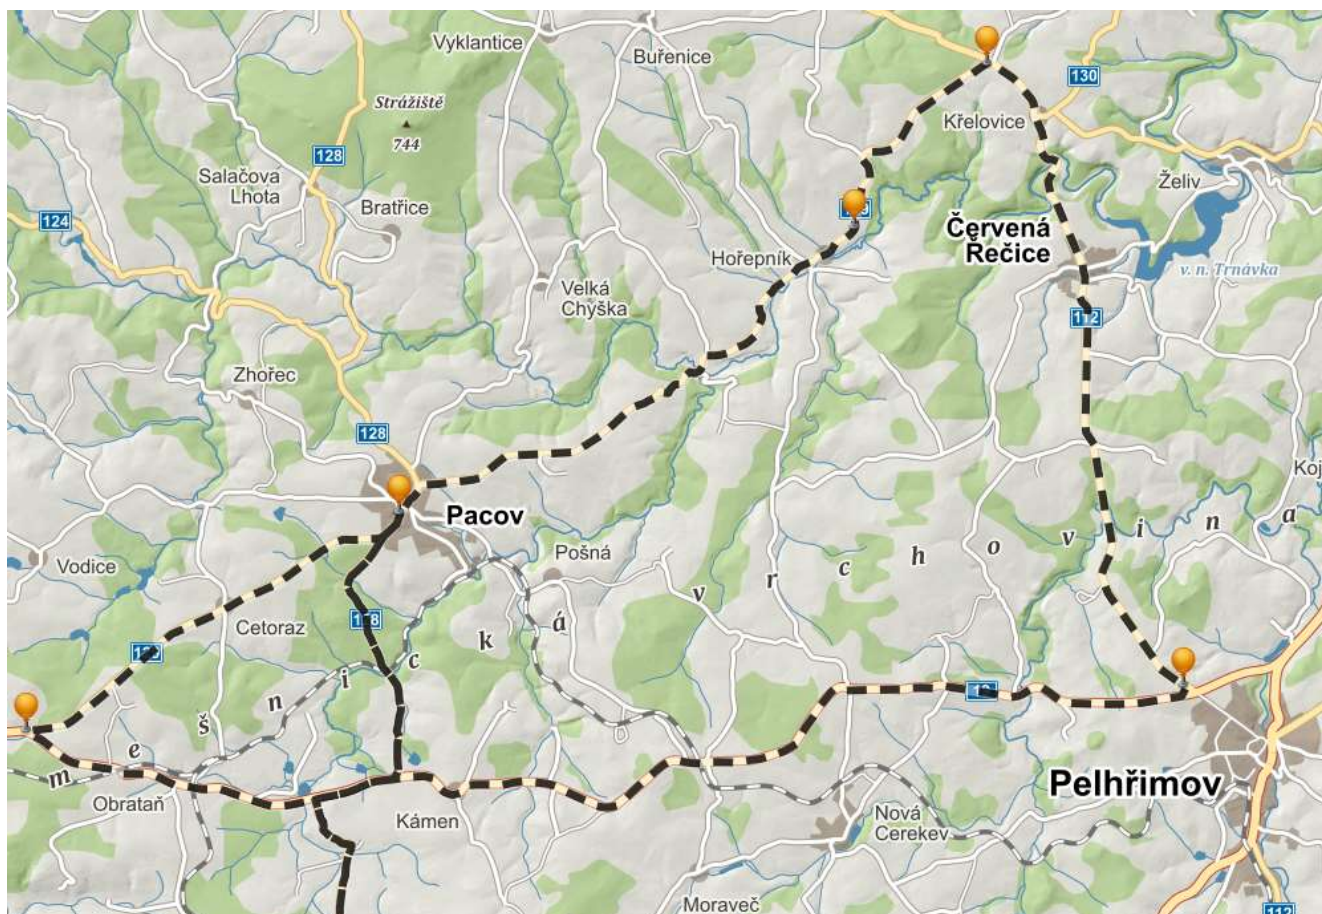 Vyklantice
Buřenice
130
Strážiště
744
Křelovice
128
Salačova
Lhota
Želiv
Bratřice
124
Červená
Řečice
Hořepník
v. n. Trnávka
Velká
Chyška
112
Zhořec
128
Koj
Pacov
Vodice
Pošná
Cetoraz
m e š n i c k á v r c h o v i n a
Obrataň
Kámen
Pelhřimov
Nová
Cerekev
Moraveč
112